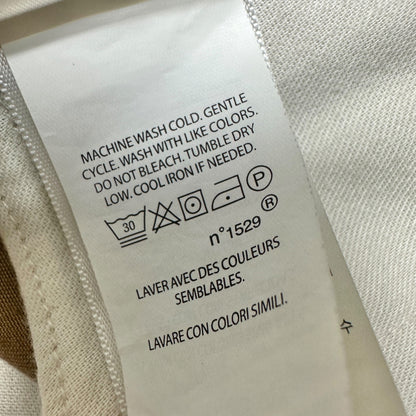 MACHINE WASH COLD. GENTLE
CYCLE. WASH WITH LIKE COLORS.
DO NOT BLEACH. TUMBLE DRY
LOW. COOL IRON IF NEEDED.
30 P
n°1529 ®
LAVER AVEC DES COULEURS
SEMBLABLES.
LAVARE CON COLORI SIMILI.
수